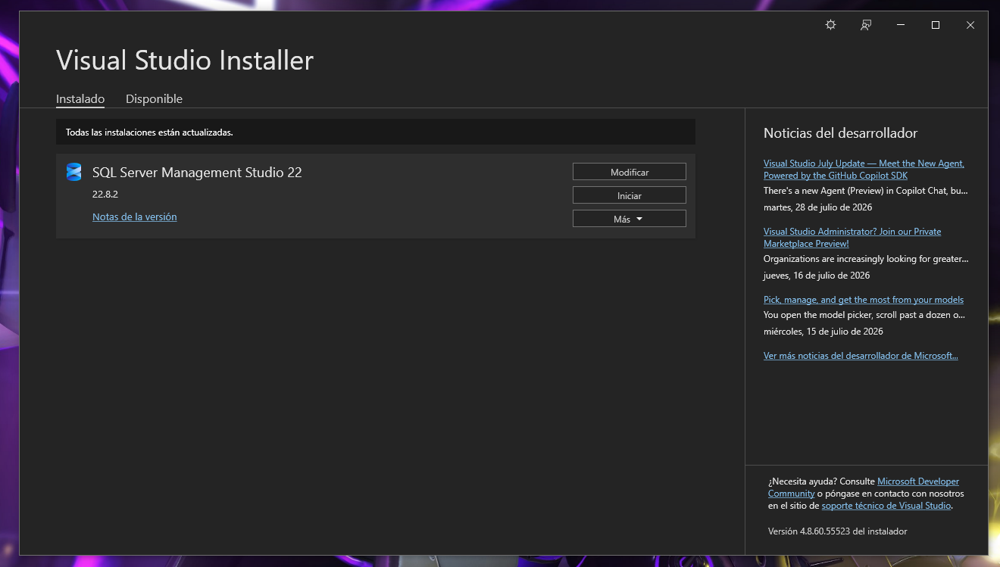 Visual Studio Installer
Instalado
Disponible
Todas las instalaciones están actualizadas.
SQL Server Management Studio 22
22.8.2
Notas de la versión
Modificar
Iniciar
Más
Noticias del desarrollador
Visual Studio July Update — Meet the New Agent,
Powered by the GitHub Copilot SDK
There's a new Agent (Preview) in Copilot Chat, bu...
martes, 28 de julio de 2026
Visual Studio Administrator? Join our Private
Marketplace Preview!
Organizations are increasingly looking for greater...
jueves, 16 de julio de 2026
Pick, manage, and get the most from your models
You open the model picker, scroll past a dozen o...
miércoles, 15 de julio de 2026
Ver más noticias del desarrollador de Microsoft...
¿Necesita ayuda? Consulte Microsoft Developer
Community o póngase en contacto con nosotros
en el sitio de soporte técnico de Visual Studio.
Versión 4.8.60.55523 del instalador